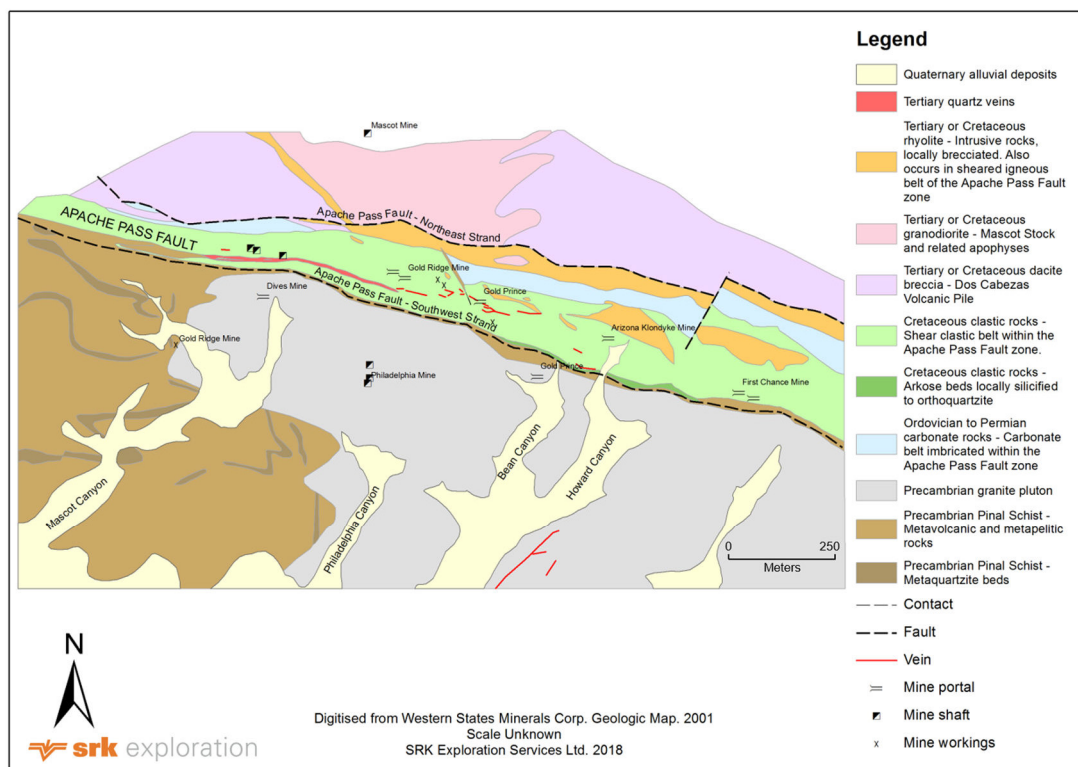 Legend
Quaternary alluvial deposits
Tertiary quartz veins
Tertiary or Cretaceous
rhyolite - Intrusive rocks,
locally brecciated. Also
occurs in sheared igneous
belt of the Apache Pass Fault
zone
Tertiary or Cretaceous
granodiorite - Mascot Stock
and related apophyses
Tertiary or Cretaceous dacite
breccia - Dos Cabezas
Volcanic Pile
Cretaceous clastic rocks -
Shear clastic belt within the
Apache Pass Fault zone.
Cretaceous clastic rocks -
Arkose beds locally silicified
to orthoquartzite
Ordovician to Permian
carbonate rocks - Carbonate
belt imbricated within the
Apache Pass Fault zone
Precambrian granite pluton
Precambrian Pinal Schist -
Metavolcanic and metapelitic
rocks
Precambrian Pinal Schist -
Metaquartzite beds
Contact
Fault
Vein
Mine portal
Mine shaft
Mine workings
Mascot Mine
APACHE PASS FAULT
Apache Pass Fault - Northeast Strand
Gold Ridge Mine
Dives Mine
Apache Pass Fault - Southwest Strand
Gold Prince
Arizona Klondyke Mine
Gold Ridge Mine
Philadelphia Mine
Gold Prince
First Chance Mine
Mascot Canyon
Philadelphia Canyon
Bean Canyon
Howard Canyon
0 250
Meters
N
srk exploration
Digitised from Western States Minerals Corp. Geologic Map. 2001
Scale Unknown
SRK Exploration Services Ltd. 2018